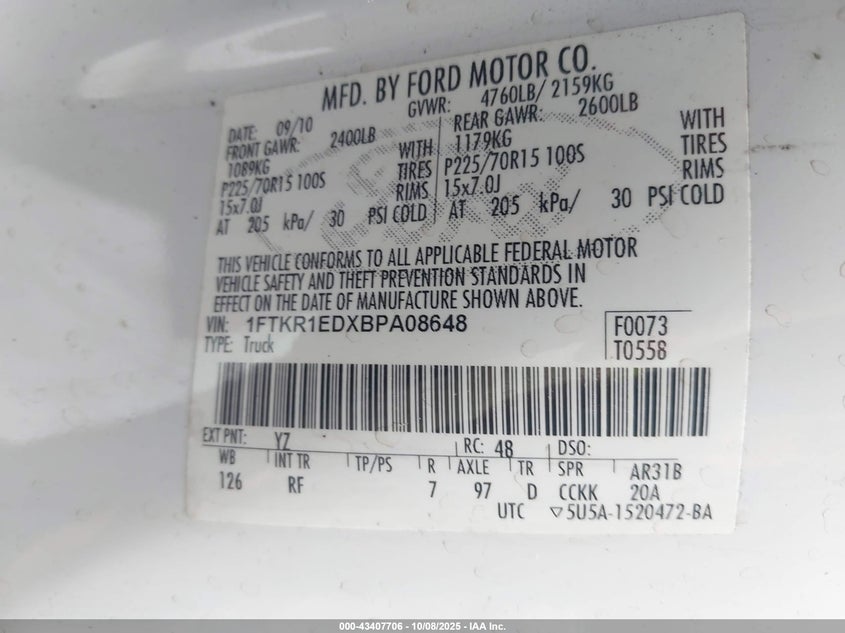 MFD. BY FORD MOTOR CO.
DATE: 09/10 GVWR: 4760LB/ 2159KG
FRONT GAWR: 2400LB REAR GAWR: 2600LB
1089KG WITH 1179KG WITH
P225/70R15 100S TIRES P225/70R15 100S TIRES
15x7.0J RIMS 15x7.0J RIMS
AT 205 kPa/ 30 PSI COLD AT 205 kPa/ 30 PSI COLD
THIS VEHICLE CONFORMS TO ALL APPLICABLE FEDERAL MOTOR
VEHICLE SAFETY AND THEFT PREVENTION STANDARDS IN
EFFECT ON THE DATE OF MANUFACTURE SHOWN ABOVE.
VIN: 1FTKR1EDXBPA08648 F0073
TYPE: Truck T0558
EXT PNT: YZ RC: 48 DSO:
WB INT TR TP/PS R AXLE TR SPR AR31B
126 RF 7 97 D CCKK 20A
UTC ▽5U5A-1520472-BA
000-43407706 - 10/08/2025 - IAA Inc.